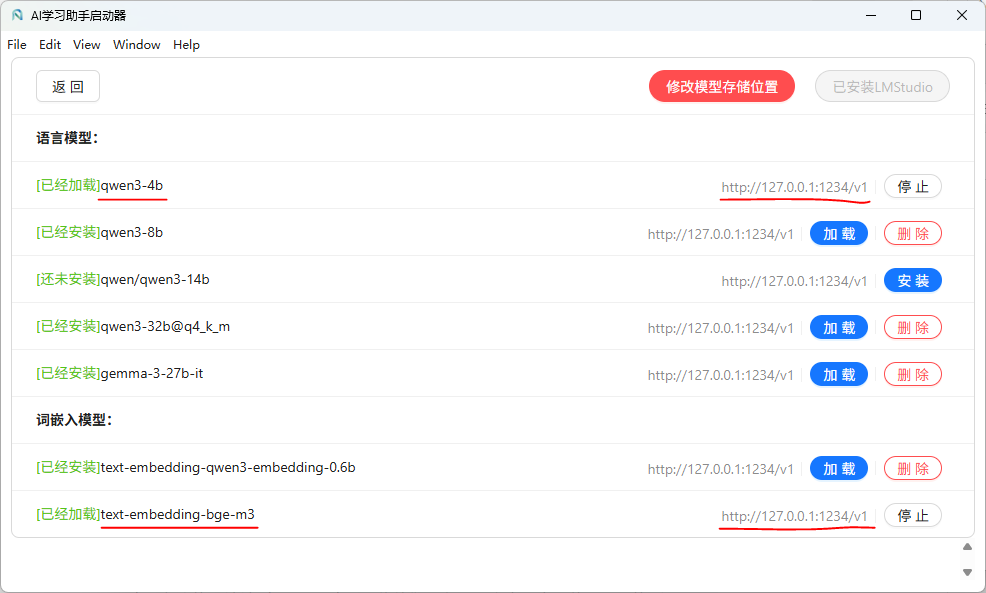 AI学习助手启动器
File Edit View Window Help
返 回 修改模型存储位置 已安装LMStudio
语言模型：
[已经加载]qwen3-4b http://127.0.0.1:1234/v1 停 止
[已经安装]qwen3-8b http://127.0.0.1:1234/v1 加 载 删 除
[还未安装]qwen/qwen3-14b http://127.0.0.1:1234/v1 安 装
[已经安装]qwen3-32b@q4_k_m http://127.0.0.1:1234/v1 加 载 删 除
[已经安装]gemma-3-27b-it http://127.0.0.1:1234/v1 加 载 删 除
词嵌入模型：
[已经安装]text-embedding-qwen3-embedding-0.6b http://127.0.0.1:1234/v1 加 载 删 除
[已经加载]text-embedding-bge-m3 http://127.0.0.1:1234/v1 停 止